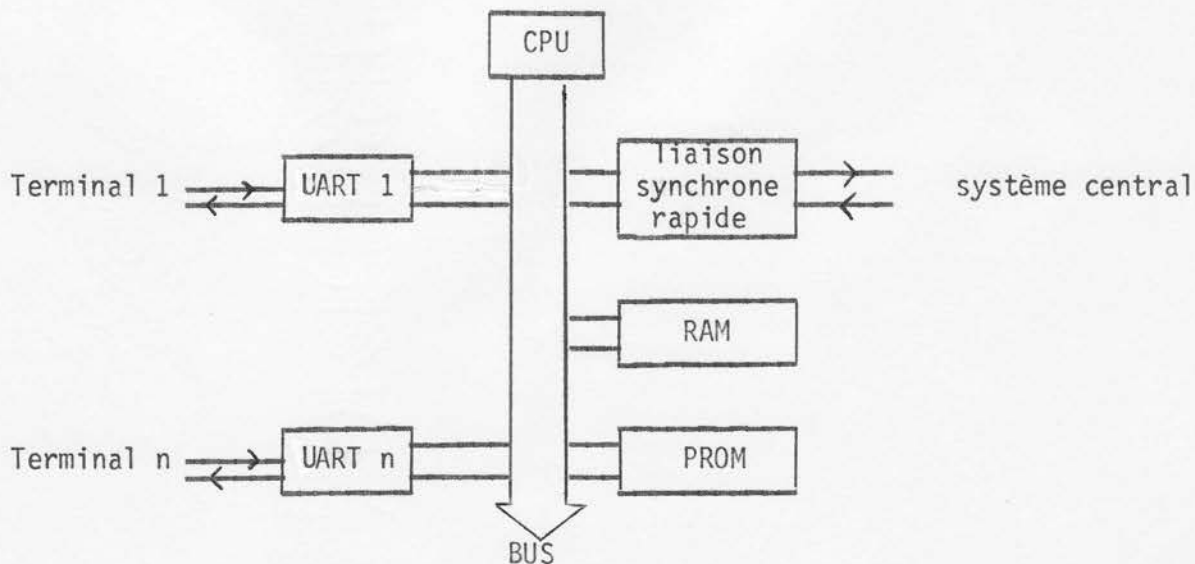 CPU
Terminal 1
UART 1
liaison
synchrone
rapide
système central
RAM
Terminal n
UART n
PROM
BUS